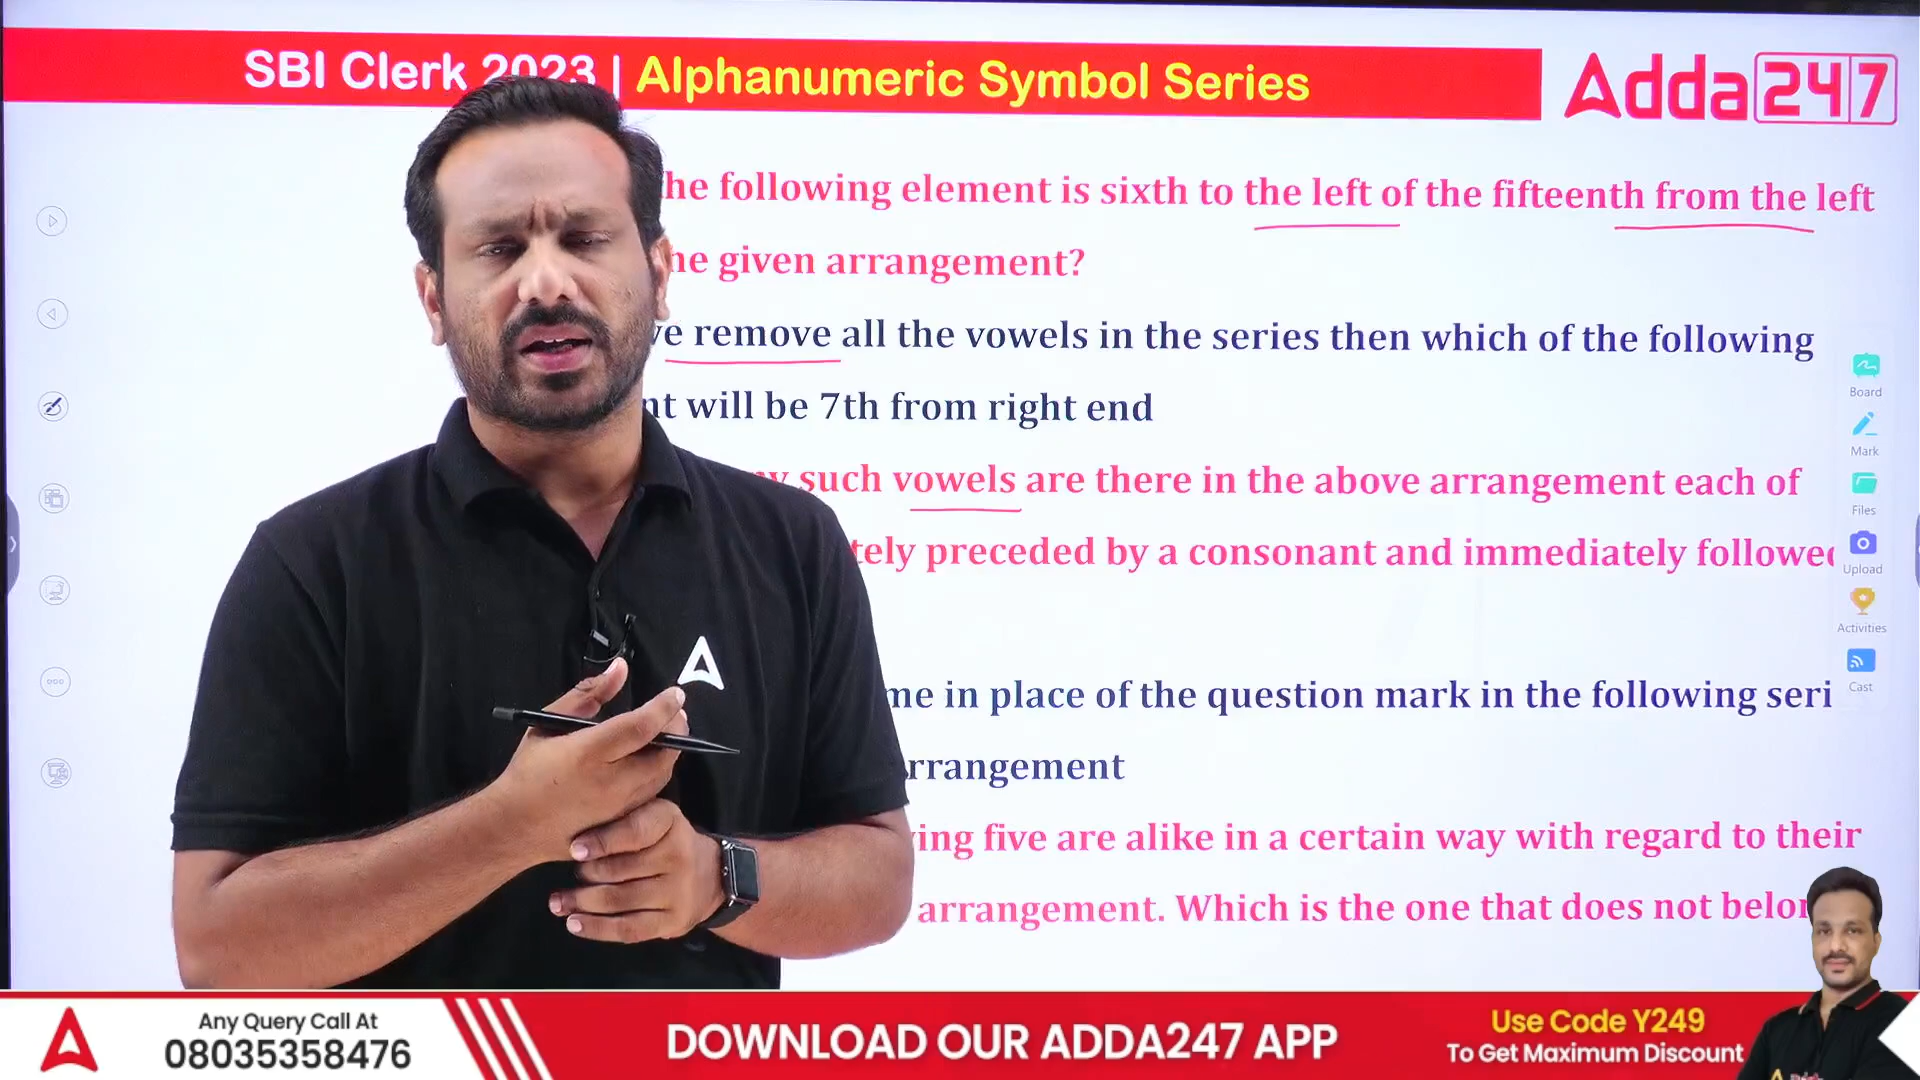 SBI Clerk 2023 | Alphanumeric Symbol Series
Adda247
he following element is sixth to the left of the fifteenth from the left
he given arrangement?
ve remove all the vowels in the series then which of the following
nt will be 7th from right end
ny such vowels are there in the above arrangement each of
tely preceded by a consonant and immediately followed
me in place of the question mark in the following seri
rrangement
ving five are alike in a certain way with regard to their
arrangement. Which is the one that does not belon
Board
Mark
Files
Upload
Activities
Cast
Any Query Call At
08035358476
DOWNLOAD OUR ADDA247 APP
Use Code Y249
To Get Maximum Discount